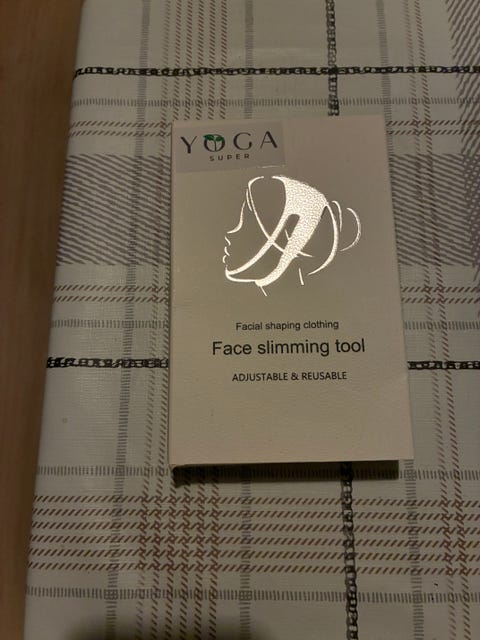 YOGA
SUPER
Facial shaping clothing
Face slimming tool
ADJUSTABLE & REUSABLE